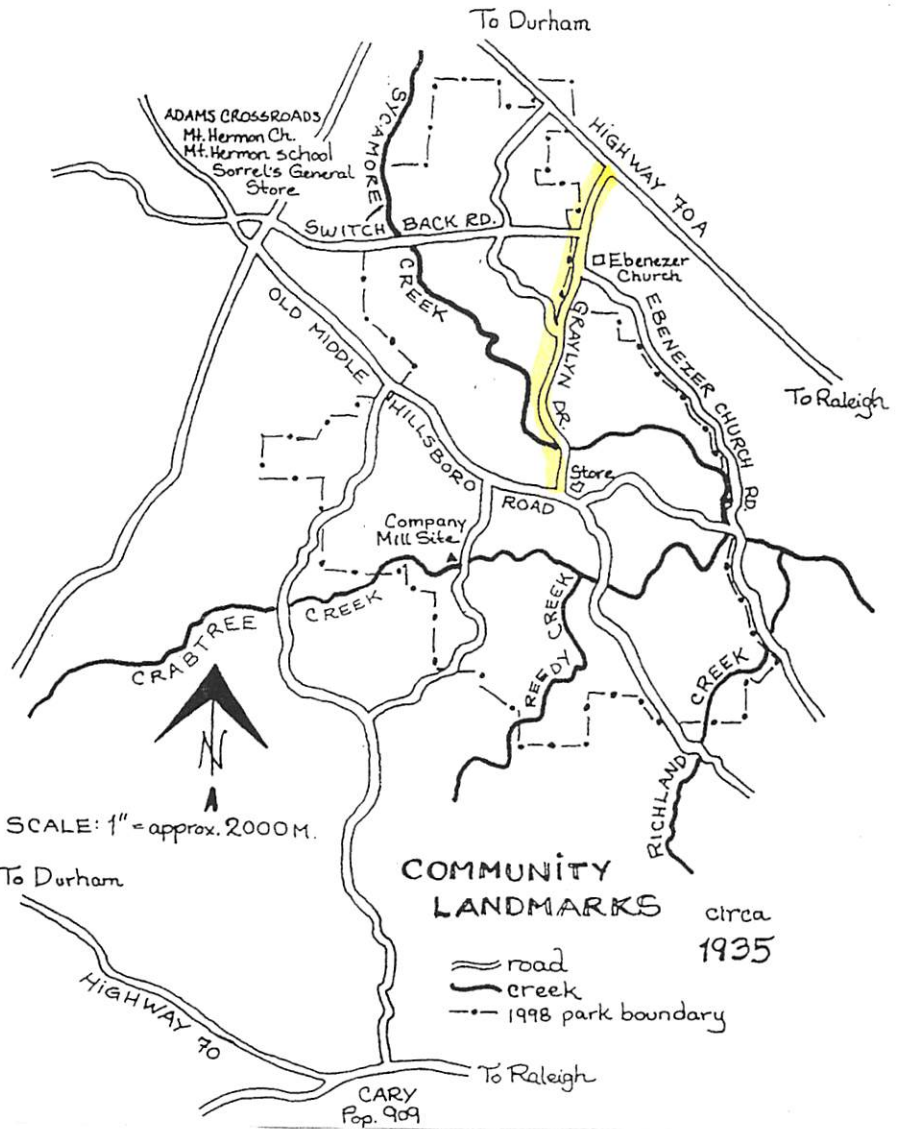 To Durham
ADAMS CROSSROADS
Mt. Hermon Ch.
Mt. Hermon school
Sorrel's General
Store
SYCAMORE
CREEK
HIGHWAY 70A
SWITCH BACK RD.
Ebenezer
Church
EBENEZER CHURCH RD.
GRAYLYN DR.
OLD MIDDLE
HILLSBORO
ROAD
To Raleigh
Store
Company
Mill Site
CRABTREE
CREEK
REEDY CREEK
RICHLAND
CREEK
N
SCALE: 1" = approx. 2000 M.
To Durham
HIGHWAY 70
COMMUNITY
LANDMARKS
circa
1935
road
creek
1998 park boundary
To Raleigh
CARY
Pop. 909